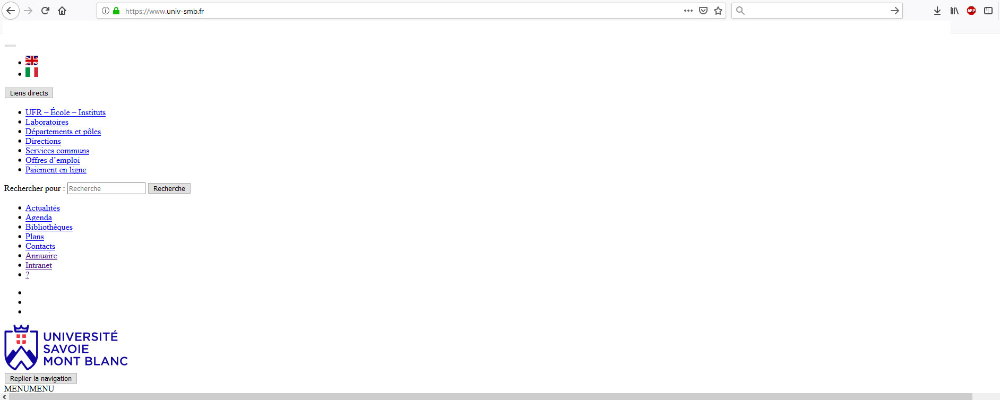 https://www.univ-smb.fr
ABP
Liens directs
UFR – École – Instituts
Laboratoires
Départements et pôles
Directions
Services communs
Offres d’emploi
Paiement en ligne
Rechercher pour : Recherche Recherche
Actualités
Agenda
Bibliothèques
Plans
Contacts
Annuaire
Intranet
?
UNIVERSITÉ
SAVOIE
MONT BLANC
Replier la navigation
MENUMENU